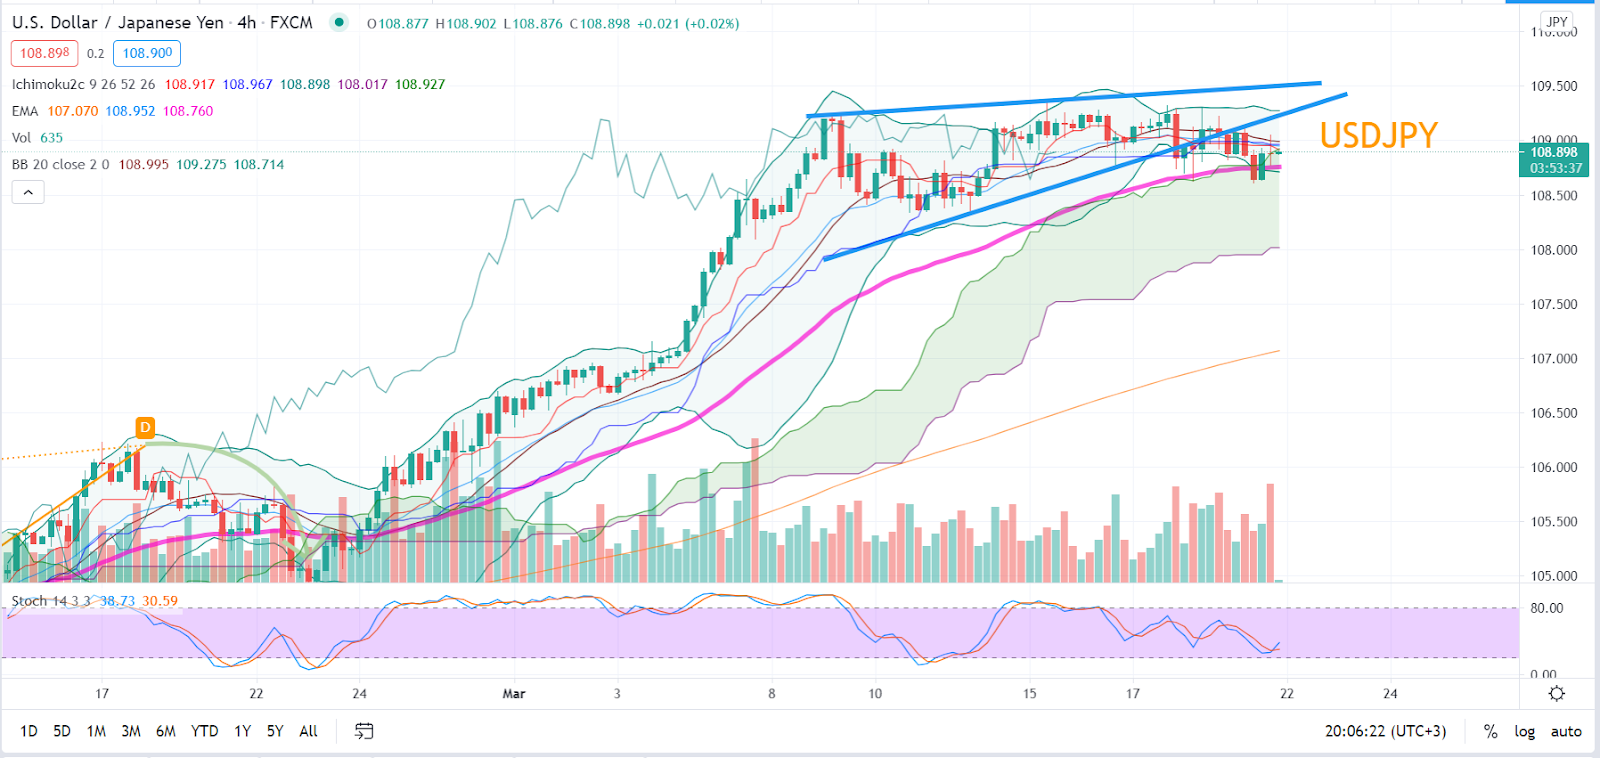 U.S. Dollar / Japanese Yen · 4h · FXCM O108.877 H108.902 L108.876 C108.898 +0.021 (+0.02%)
JPY
110.000
108.898 0.2 108.900
Ichimoku2c 9 26 52 26 108.917 108.967 108.898 108.017 108.927
109.500
EMA 107.070 108.952 108.760
USDJPY
Vol 635
109.000
108.898
BB 20 close 2 0 108.995 109.275 108.714
03:53:37
108.500
108.000
107.500
107.000
106.500
D
106.000
105.500
105.000
Stoch 14 3 3 38.73 30.59
80.00
0.00
17 22 24 Mar 3 8 10 15 17 22 24
1D 5D 1M 3M 6M YTD 1Y 5Y All 20:06:22 (UTC+3) % log auto